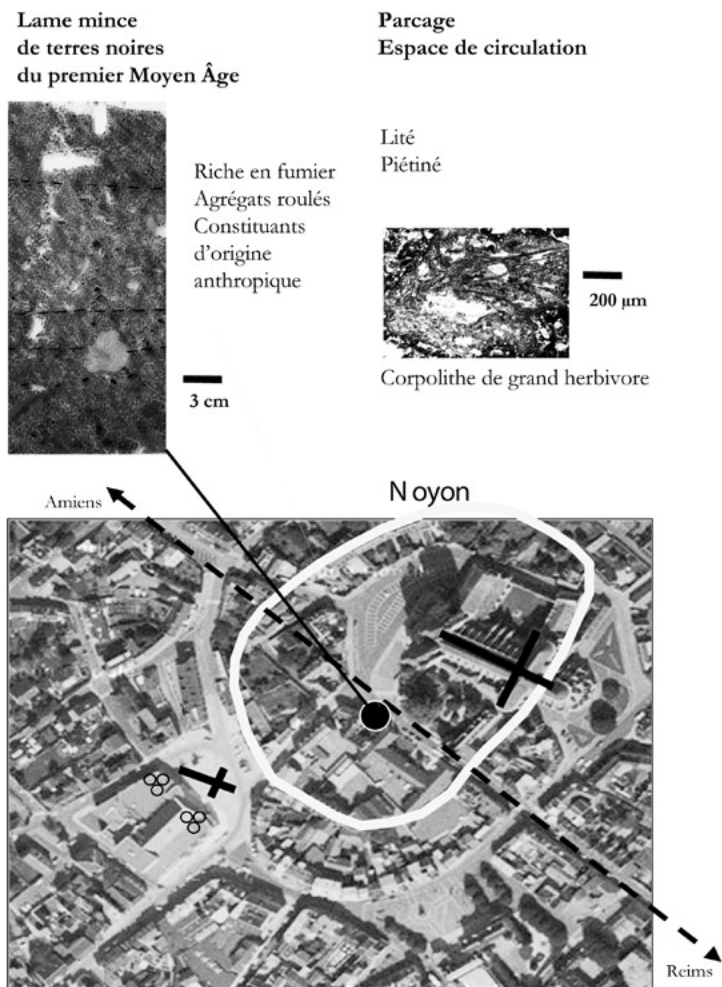 Lame mince
de terres noires
du premier Moyen Âge
Parcage
Espace de circulation
Lité
Piétiné
Riche en fumier
Agrégats roulés
Constituants
d'origine
anthropique
200 µm
Corpolithe de grand herbivore
3 cm
Amiens
Noyon
Reims